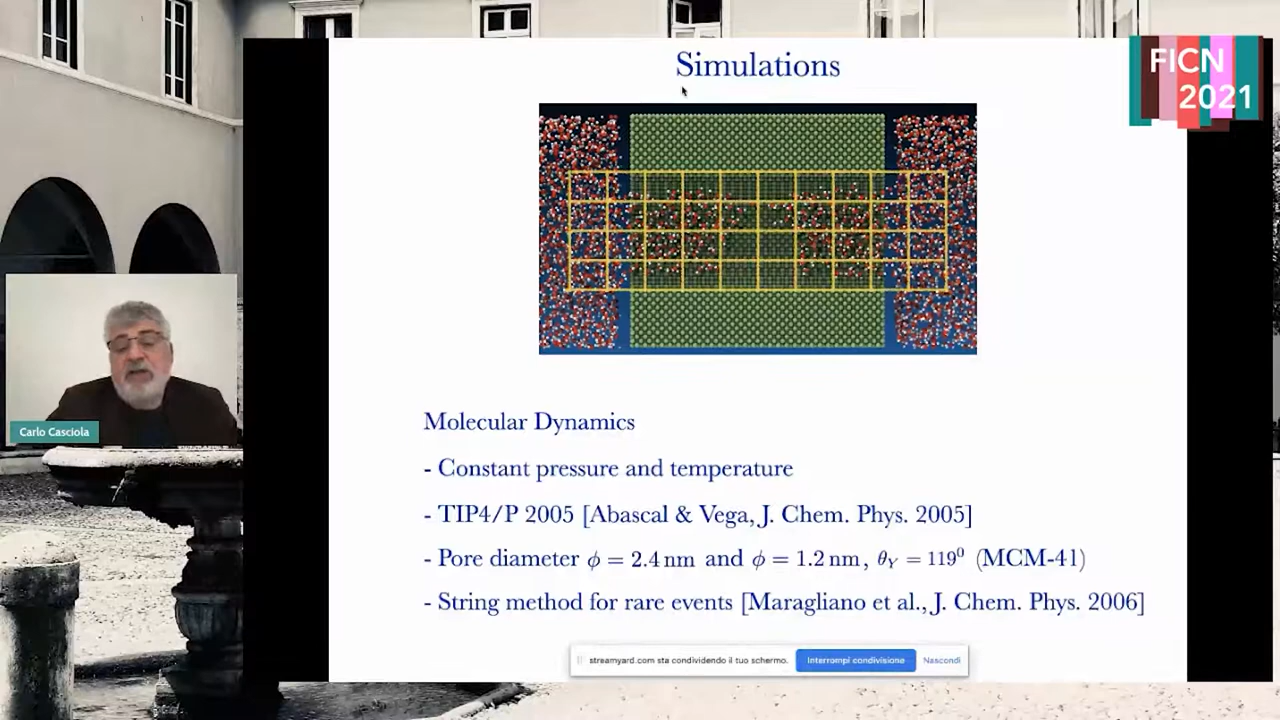 Simulations
FICN
2021
Carlo Casciola
Molecular Dynamics
- Constant pressure and temperature
- TIP4/P 2005 [Abascal & Vega, J. Chem. Phys. 2005]
- Pore diameter ϕ = 2.4 nm and ϕ = 1.2 nm, θ_Y = 119⁰ (MCM-41)
- String method for rare events [Maragliano et al., J. Chem. Phys. 2006]
streamyard.com sta condividendo il tuo schermo. Interrompi condivisione Nascondi